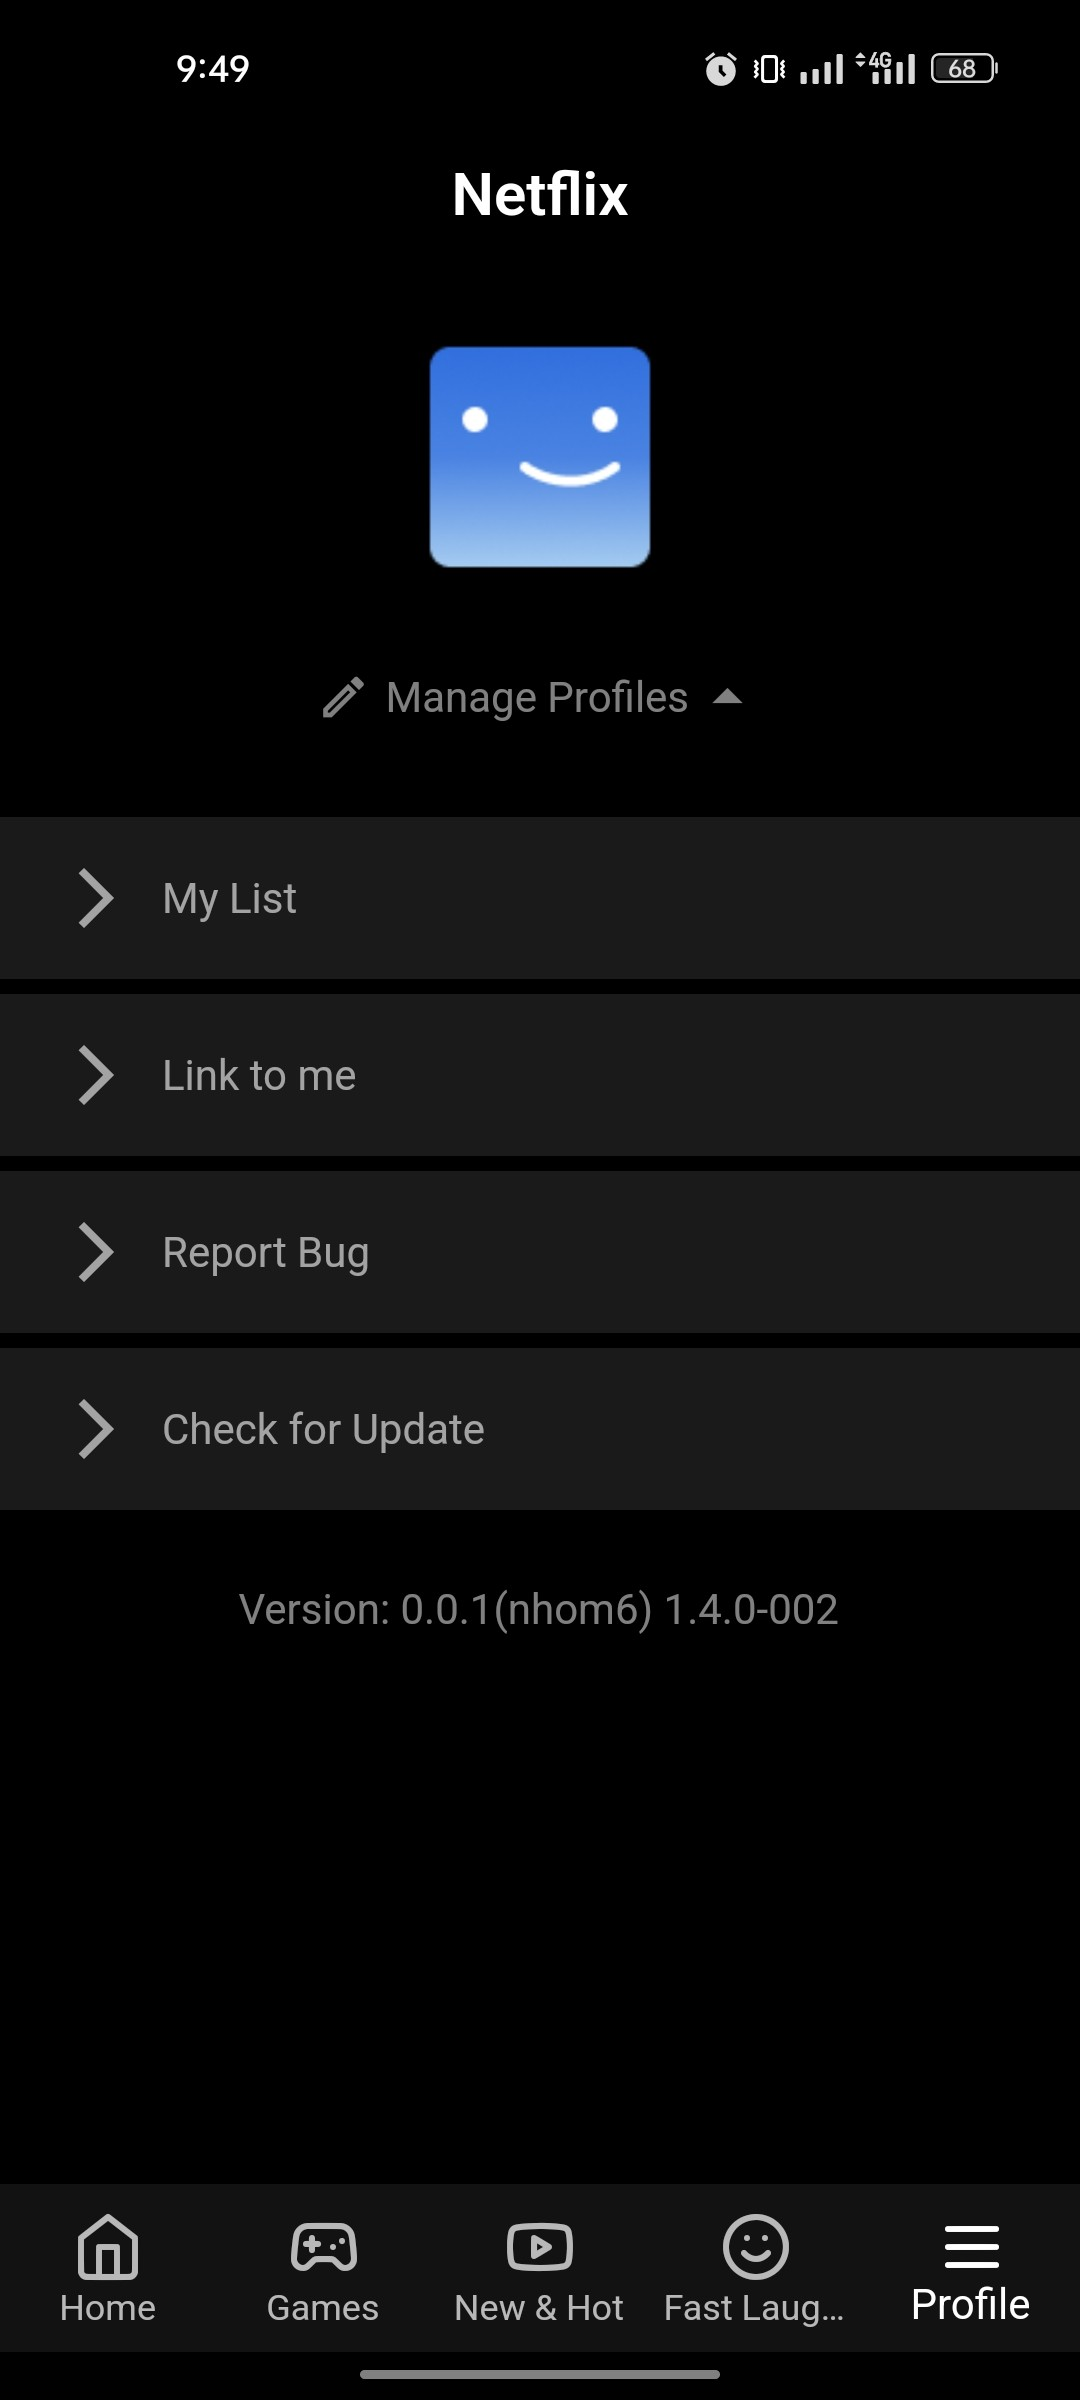 9:49
4G
68
Netflix
Manage Profiles
My List
Link to me
Report Bug
Check for Update
Version: 0.0.1(nhom6) 1.4.0-002
Home
Games
New & Hot
Fast Laug...
Profile